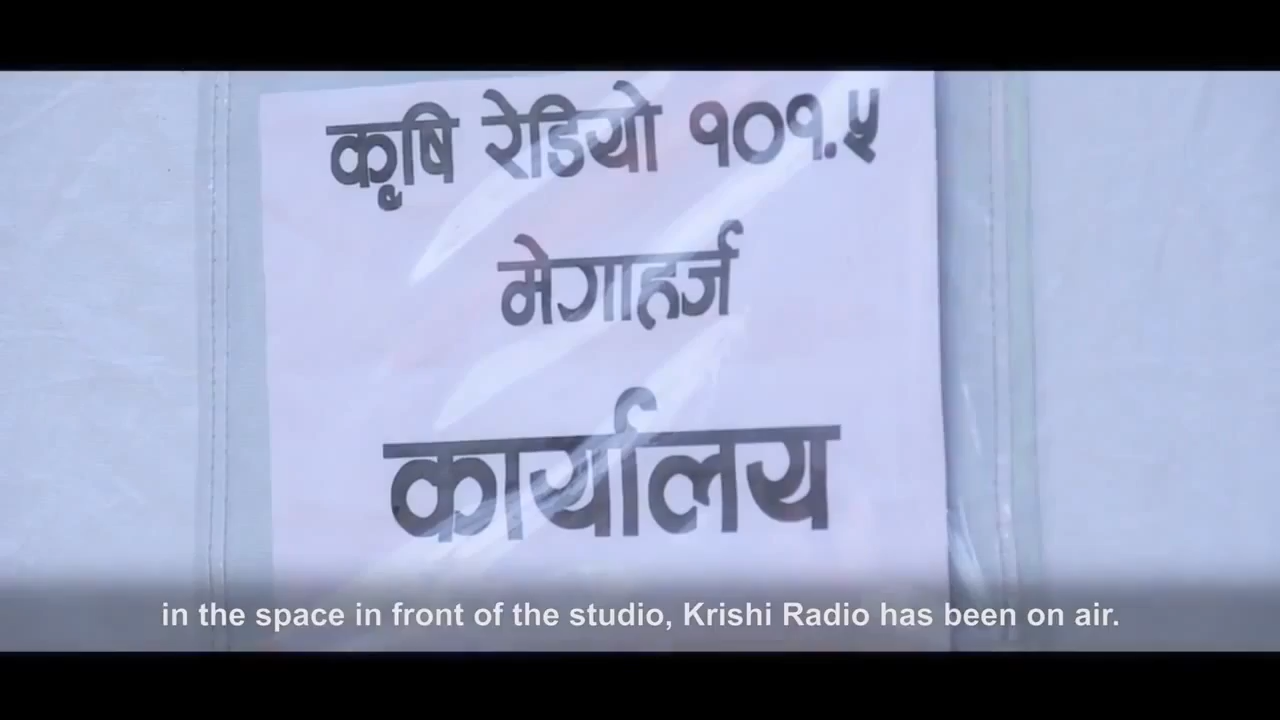 कृषि रेडियो १०१.५
मेगाहर्ज
कार्यालय
in the space in front of the studio, Krishi Radio has been on air.